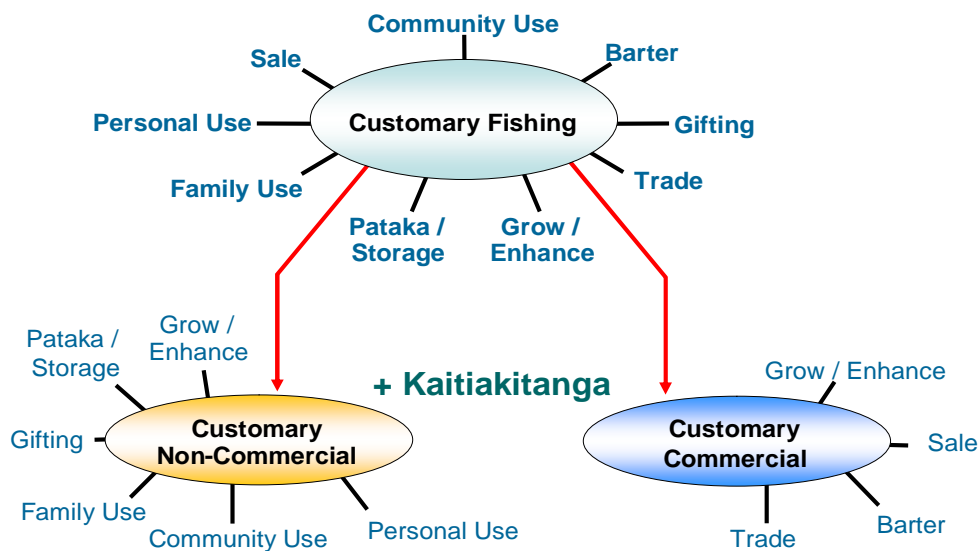 Community Use
Sale
Barter
Personal Use
Customary Fishing
Gifting
Family Use
Trade
Pataka /
Storage
Grow /
Enhance
Pataka /
Storage
Grow /
Enhance
+ Kaitiakitanga
Grow / Enhance
Gifting
Customary
Non-Commercial
Customary
Commercial
Sale
Family Use
Community Use
Personal Use
Trade
Barter